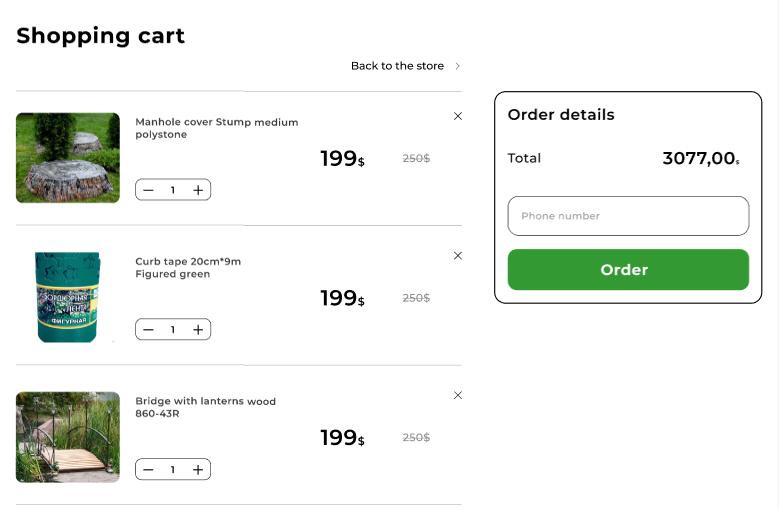 Shopping cart
Back to the store
Manhole cover Stump medium
polystone
199$
250$
1
Curb tape 20cm*9m
Figured green
БОРДЮРНАЯ
ЛЕНТА
ФИГУРНАЯ
199$
250$
1
Bridge with lanterns wood
860-43R
199$
250$
1
Order details
Total
3077,00$
Phone number
Order